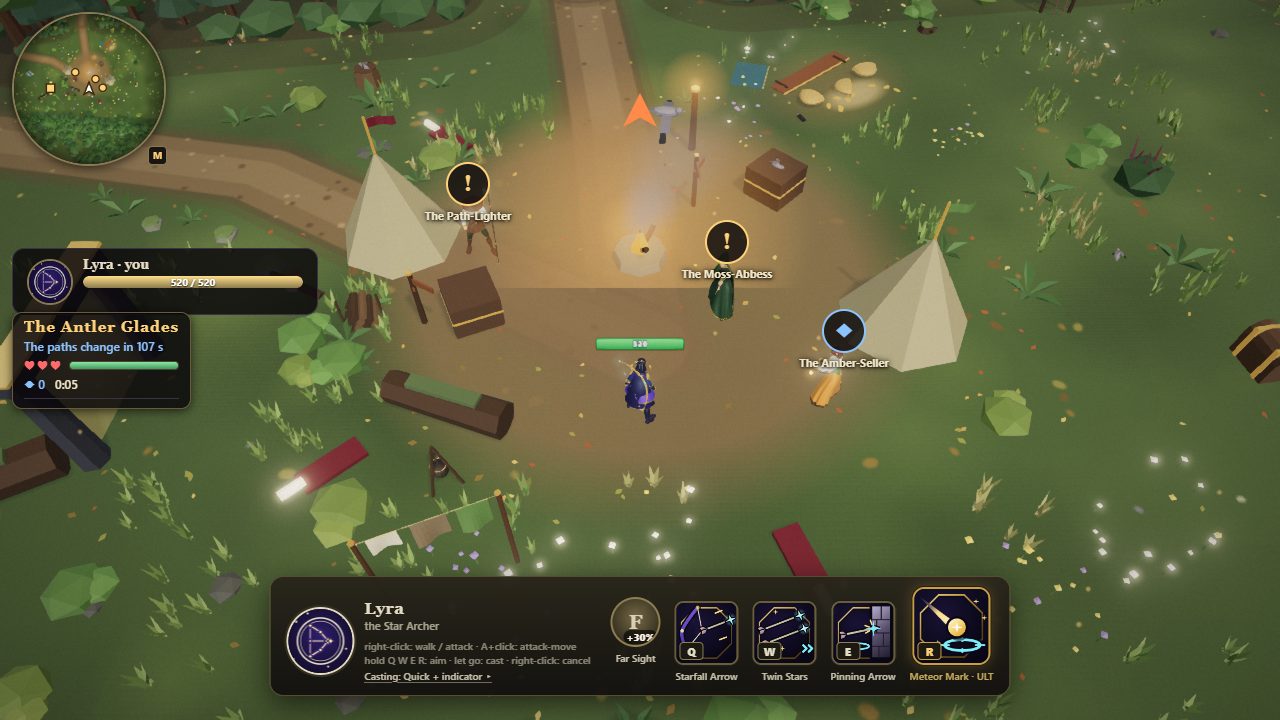 M
!
The Path-Lighter
!
The Moss-Abbess
The Amber-Seller
Lyra · you
520 / 520
The Antler Glades
The paths change in 107 s
0 0:05
520
Lyra
the Star Archer
right-click: walk / attack · A+click: attack-move
hold Q W E R: aim · let go: cast · right-click: cancel
Casting: Quick + indicator ▸
F
+30%
Far Sight
Q
Starfall Arrow
W
Twin Stars
E
Pinning Arrow
R
Meteor Mark · ULT